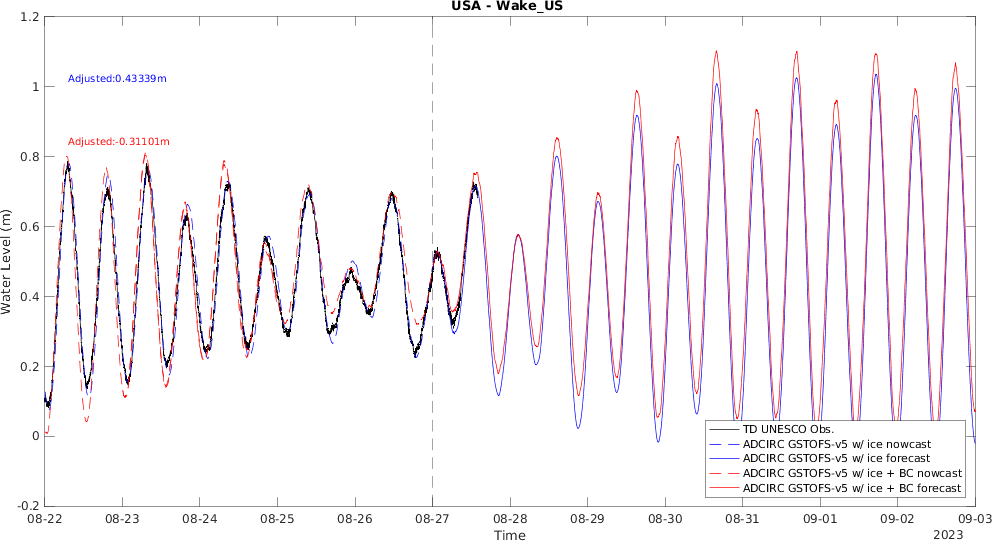 USA - Wake_US
1.2
1
0.8
0.6
0.4
0.2
0
-0.2
Water Level (m)
Adjusted:0.43339m
Adjusted:-0.31101m
TD UNESCO Obs.
ADCIRC GSTOFS-v5 w/ ice nowcast
ADCIRC GSTOFS-v5 w/ ice forecast
ADCIRC GSTOFS-v5 w/ ice + BC nowcast
ADCIRC GSTOFS-v5 w/ ice + BC forecast
08-22 08-23 08-24 08-25 08-26 08-27 08-28 08-29 08-30 08-31 09-01 09-02 09-03
Time
2023